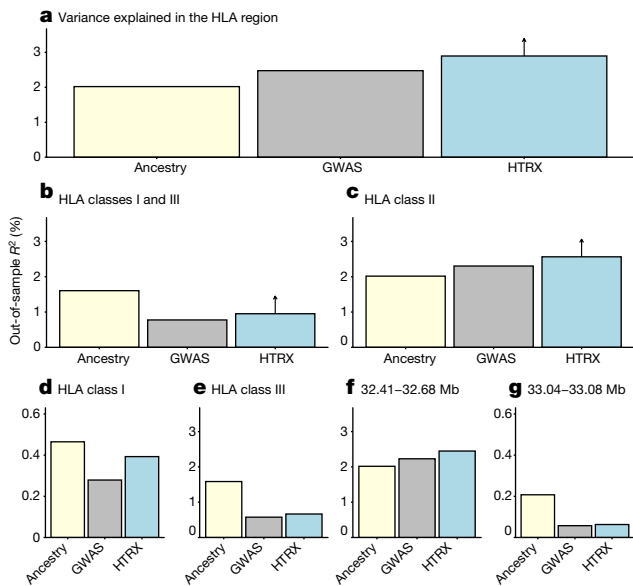 a Variance explained in the HLA region
3
2
1
0
Ancestry GWAS HTRX
b HLA classes I and III
c HLA class II
Out-of-sample R² (%)
3
2
1
0
Ancestry GWAS HTRX
3
2
1
0
Ancestry GWAS HTRX
d HLA class I
e HLA class III
f 32.41–32.68 Mb
g 33.04–33.08 Mb
0.6
0.4
0.2
0
Ancestry GWAS HTRX
3
2
1
0
Ancestry GWAS HTRX
3
2
1
0
Ancestry GWAS HTRX
0.6
0.4
0.2
0
Ancestry GWAS HTRX